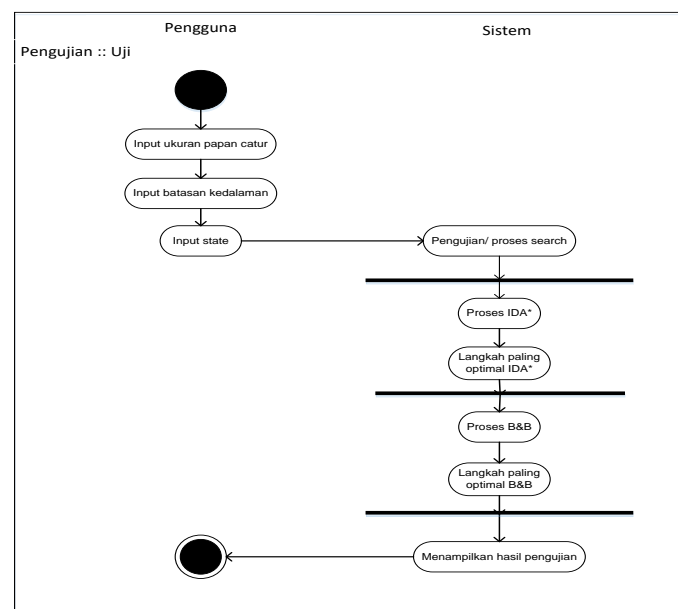 Pengguna
Sistem
Pengujian :: Uji
Input ukuran papan catur
Input batasan kedalaman
Input state
Pengujian/ proses search
Proses IDA*
Langkah paling
optimal IDA*
Proses B&B
Langkah paling
optimal B&B
Menampilkan hasil pengujian